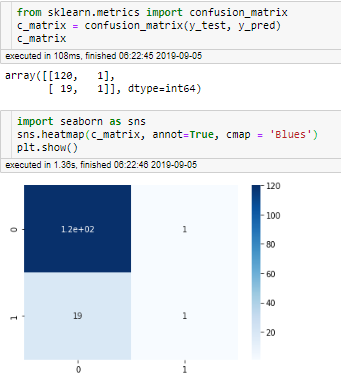 from sklearn.metrics import confusion_matrix
c_matrix = confusion_matrix(y_test, y_pred)
c_matrix
executed in 108ms, finished 06:22:45 2019-09-05
array([[120, 1],
[ 19, 1]], dtype=int64)
import seaborn as sns
sns.heatmap(c_matrix, annot=True, cmap = 'Blues')
plt.show()
executed in 1.36s, finished 06:22:46 2019-09-05
120
0 1.2e+02 1
100
80
60
1 19 1
40
20
0 1